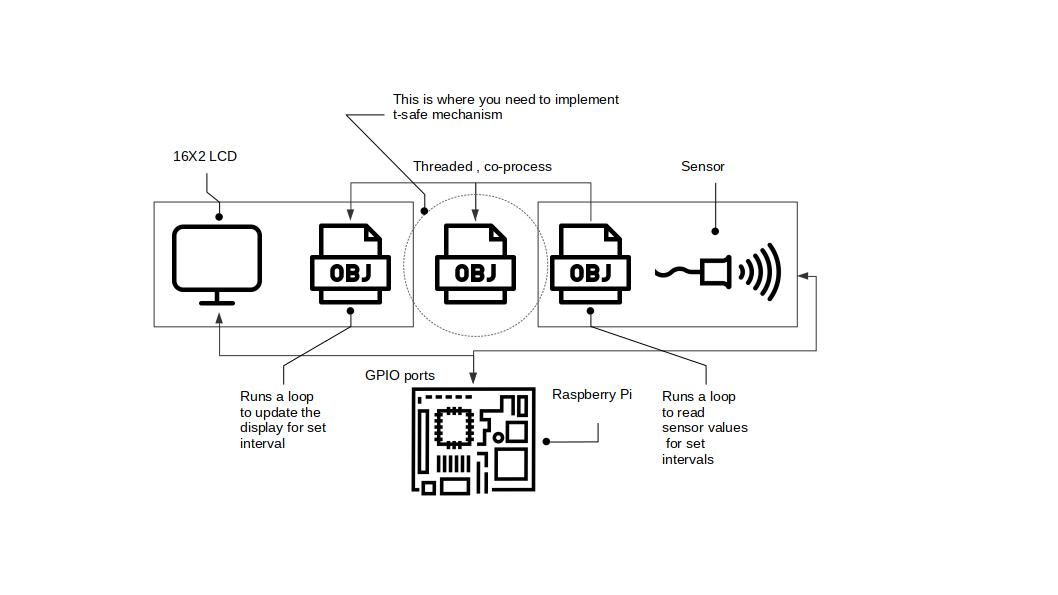 This is where you need to implement
t-safe mechanism
16X2 LCD
Threaded , co-process
Sensor
OBJ
OBJ
OBJ
GPIO ports
Raspberry Pi
Runs a loop
to update the
display for set
interval
Runs a loop
to read
sensor values
for set
intervals